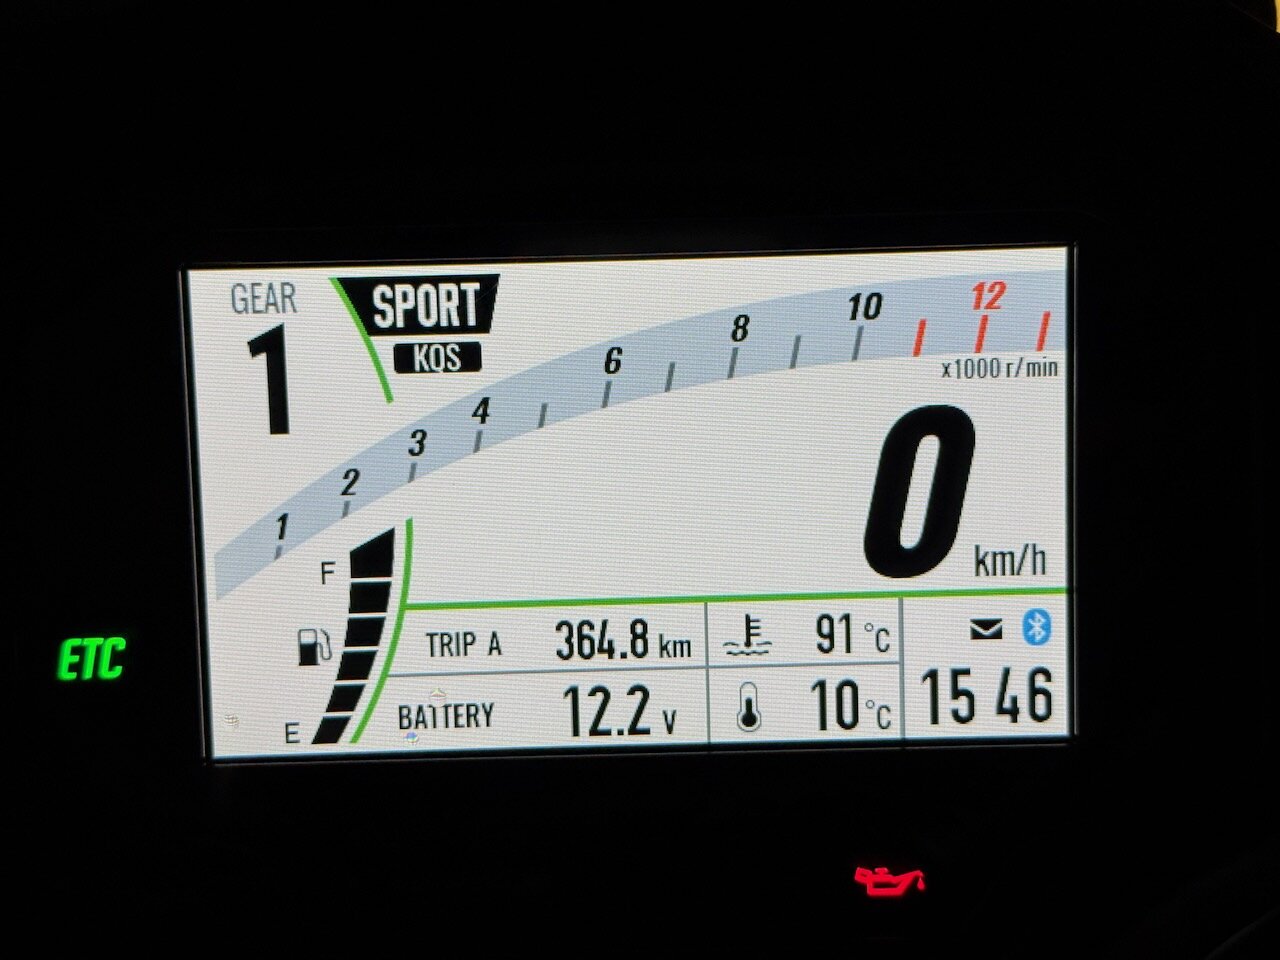 GEAR
1
SPORT
KQS
1
2
3
4
6
8
10
12
x1000 r/min
0
km/h
F
E
ETC
TRIP A 364.8 km
91 °C
BATTERY 12.2 V
10 °C
15 46